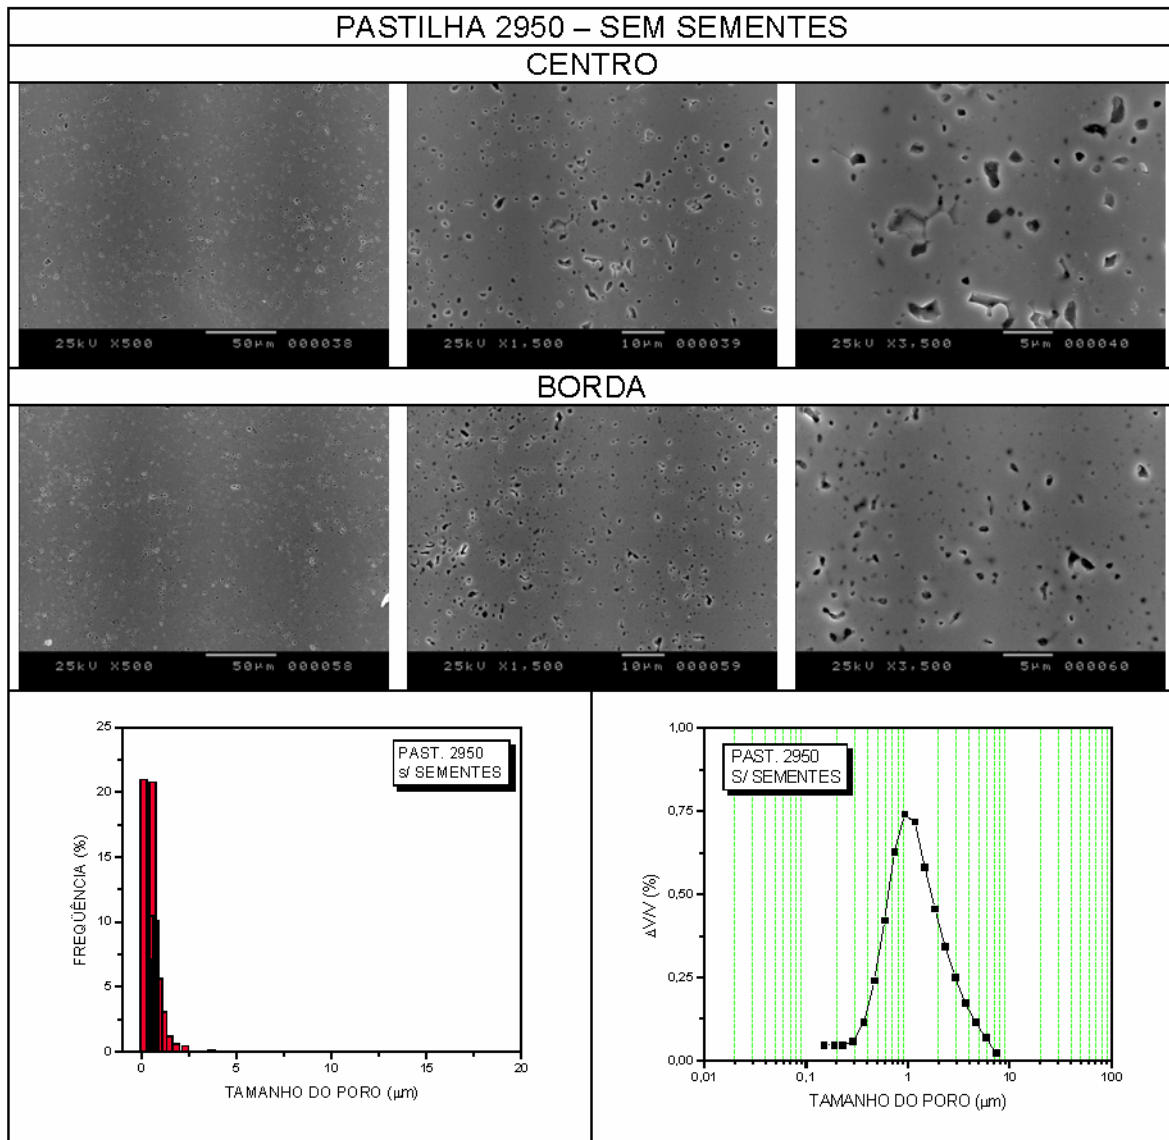 PASTILHA 2950 – SEM SEMENTES
CENTRO
25kV X500 50µm 000038
25kV X1,500 10µm 000039
25kV X3,500 5µm 000040
BORDA
25kV X500 50µm 000058
25kV X1,500 10µm 000059
25kV X3,500 5µm 000060
PAST. 2950
s/ SEMENTES
FREQÜÊNCIA (%)
25
20
15
10
5
0
0 5 10 15 20
TAMANHO DO PORO (µm)
PAST. 2950
S/ SEMENTES
ΔV/V (%)
1,00
0,75
0,50
0,25
0,00
0,01 0,1 1 10 100
TAMANHO DO PORO (µm)